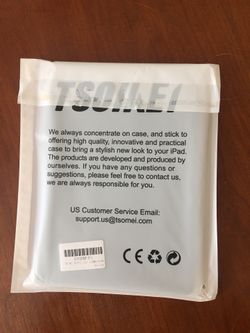 TSOMEI
We always concentrate on case, and stick to
offering high quality, innovative and practical
case to bring a stylish new look to your iPad.
The products are developed and produced by
ourselves. If you have any questions or
suggestions, please feel free to contact us,
we are always responsible for you.
US Customer Service Email:
support.us@tsomei.com